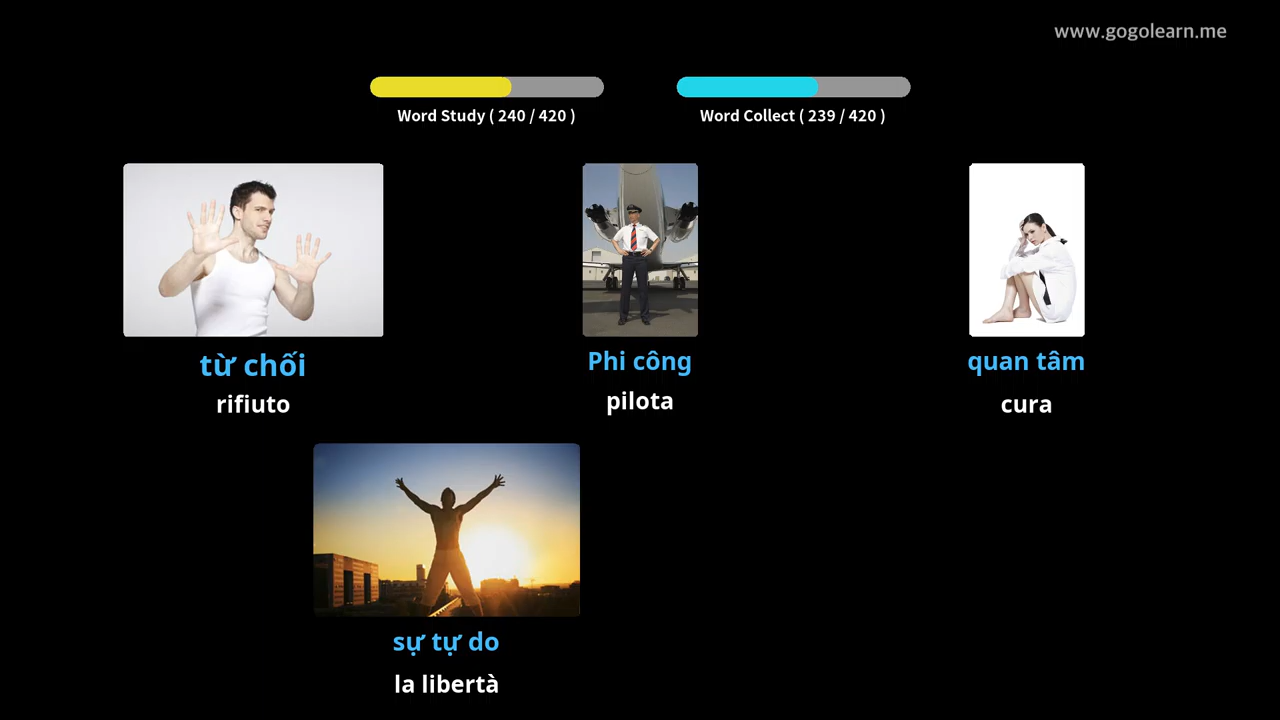 www.gogolearn.me
Word Study ( 240 / 420 )
Word Collect ( 239 / 420 )
từ chối
rifiuto
Phi công
pilota
quan tâm
cura
sự tự do
la libertà